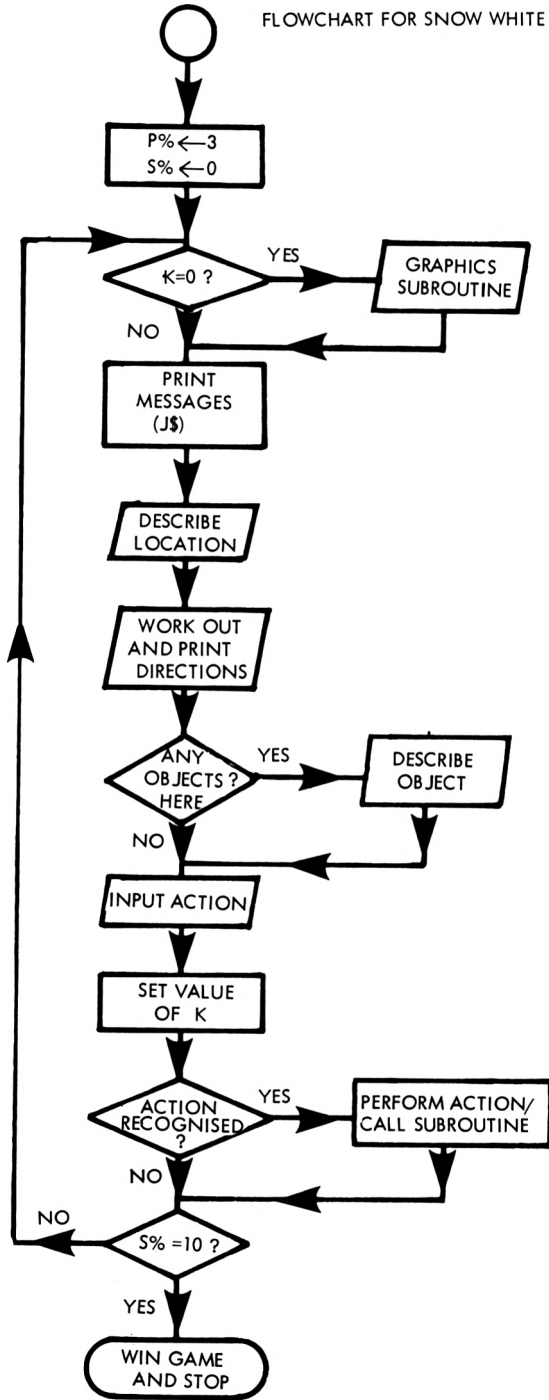 FLOWCHART FOR SNOW WHITE
P% ← 3
S% ← 0
K=0 ?
YES
GRAPHICS
SUBROUTINE
NO
PRINT
MESSAGES
(J$)
DESCRIBE
LOCATION
WORK OUT
AND PRINT
DIRECTIONS
ANY
OBJECTS ?
HERE
YES
DESCRIBE
OBJECT
NO
INPUT ACTION
SET VALUE
OF K
ACTION
RECOGNISED
?
YES
PERFORM ACTION/
CALL SUBROUTINE
NO
S% =10 ?
NO
YES
WIN GAME
AND STOP